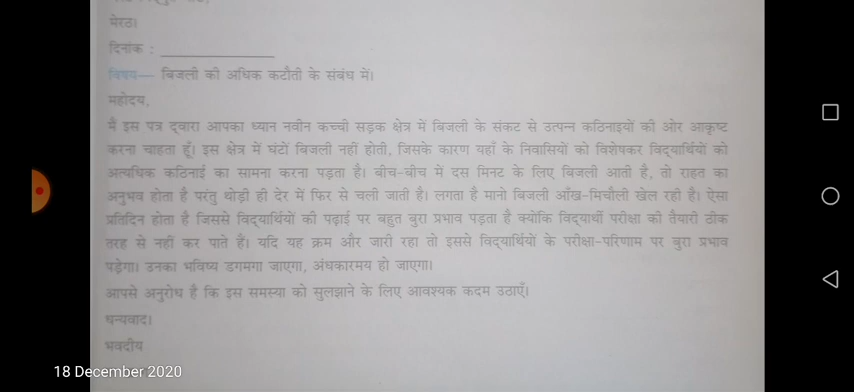 मेरठ।
दिनांक : ____________
विषय— बिजली की अधिक कटौती के संबंध में।
महोदय,
मैं इस पत्र द्वारा आपका ध्यान नवीन कच्ची सड़क क्षेत्र में बिजली के संकट से उत्पन्न कठिनाइयों की ओर आकृष्ट
करना चाहता हूँ। इस क्षेत्र में घंटों बिजली नहीं होती, जिसके कारण यहाँ के निवासियों को विशेषकर विद्यार्थियों को
अत्यधिक कठिनाई का सामना करना पड़ता है। बीच-बीच में दस मिनट के लिए बिजली आती है, तो राहत का
अनुभव होता है परंतु थोड़ी ही देर में फिर से चली जाती है। लगता है मानो बिजली आँख-मिचौली खेल रही है। ऐसा
प्रतिदिन होता है जिससे विद्यार्थियों की पढ़ाई पर बहुत बुरा प्रभाव पड़ता है क्योंकि विद्यार्थी परीक्षा की तैयारी ठीक
तरह से नहीं कर पाते हैं। यदि यह क्रम और जारी रहा तो इससे विद्यार्थियों के परीक्षा-परिणाम पर बुरा प्रभाव
पड़ेगा। उनका भविष्य डगमगा जाएगा, अंधकारमय हो जाएगा।
आपसे अनुरोध है कि इस समस्या को सुलझाने के लिए आवश्यक कदम उठाएँ।
धन्यवाद।
भवदीय
18 December 2020